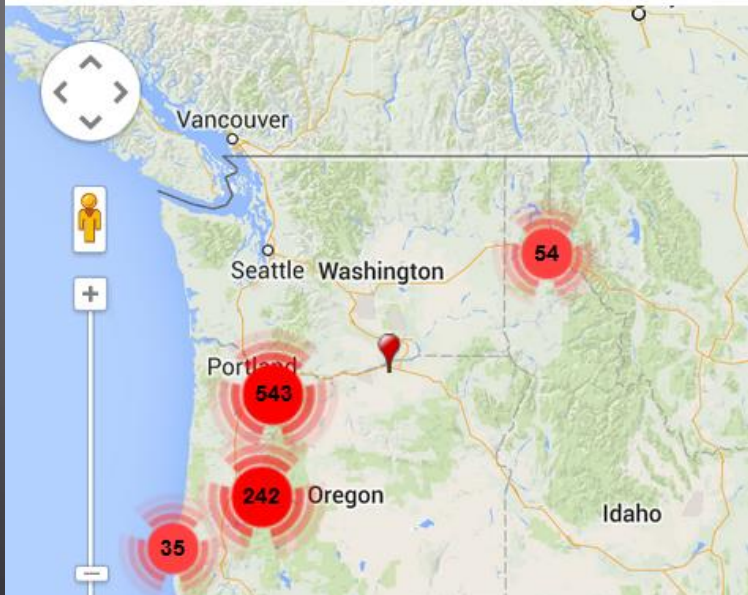 Vancouver
Seattle
Washington
54
Portland
543
242
Oregon
35
Idaho